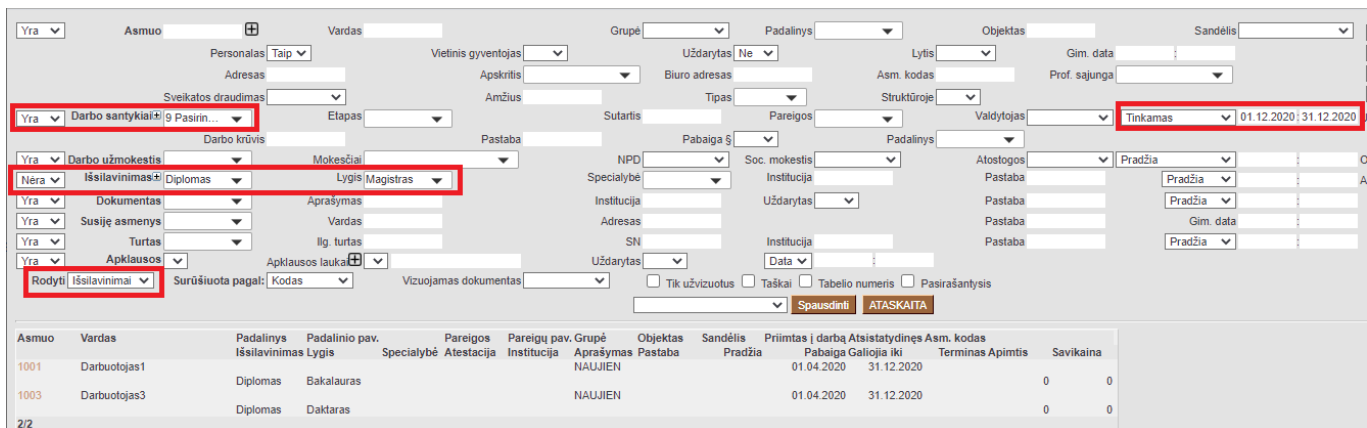 Yra Asmuo Vardas Grupė Padalinys Objektas Sandėlis
Personalas Taip Vietinis gyventojas Uždarytas Ne Lytis Gim. data :
Adresas Apskritis Biuro adresas Asm. kodas Prof. sąjunga
Sveikatos draudimas Amžius Tipas Struktūroje
Yra Darbo santykiai 9 Pasirin... Etapas Sutartis Pareigos Valdytojas Tinkamas 01.12.2020 : 31.12.2020
Darbo krūvis Pastaba Pabaiga § Padalinys
Yra Darbo užmokestis Mokesčiai NPD Soc. mokestis Atostogos Pradžia :
Nėra Išsilavinimas Diplomas Lygis Magistras Specialybė Institucija Pastaba Pradžia :
Yra Dokumentas Aprašymas Institucija Uždarytas Pastaba Pradžia :
Yra Susiję asmenys Vardas Adresas Pastaba Gim. data :
Yra Turtas Ilg. turtas SN Institucija Pastaba Pradžia :
Yra Apklausos Apklausos laukai Uždarytas Data :
Rodyti Išsilavinimai Surūšiuota pagal: Kodas Vizuojamas dokumentas Tik užvizuotus Taškai Tabelio numeris Pasirašantysis
Spausdinti ATASKAITA
Asmuo Vardas Padalinys Padalinio pav. Pareigos Pareigų pav. Grupė Objektas Sandėlis Priimtas į darbą Atsistatydinęs Asm. kodas
Išsilavinimas Lygis Specialybė Atestacija Institucija Aprašymas Pastaba Pradžia Pabaiga Galiojia iki Terminas Apimtis Savikaina
1001 Darbuotojas1 NAUJIEN 01.04.2020 31.12.2020
Diplomas Bakalauras 0 0
1003 Darbuotojas3 NAUJIEN 01.04.2020 31.12.2020
Diplomas Daktaras 0 0
2/2